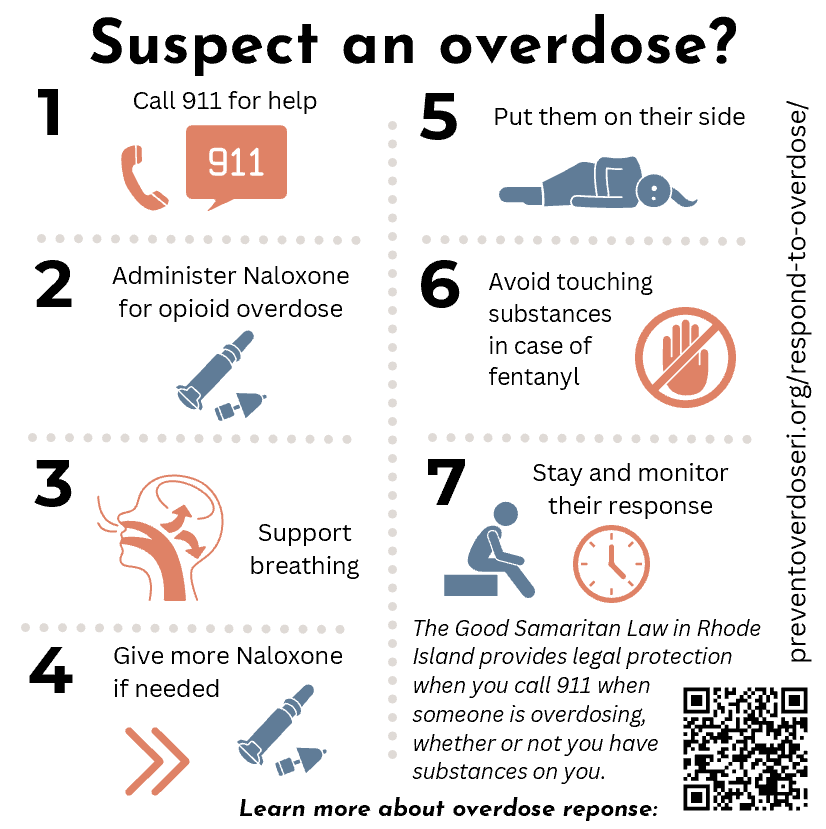 Suspect an overdose?
1
Call 911 for help
911
2
Administer Naloxone
for opioid overdose
3
Support
breathing
4
Give more Naloxone
if needed
5
Put them on their side
6
Avoid touching
substances
in case of
fentanyl
7
Stay and monitor
their response
The Good Samaritan Law in Rhode
Island provides legal protection
when you call 911 when
someone is overdosing,
whether or not you have
substances on you.
Learn more about overdose reponse:
preventoverdoseri.org/respond-to-overdose/